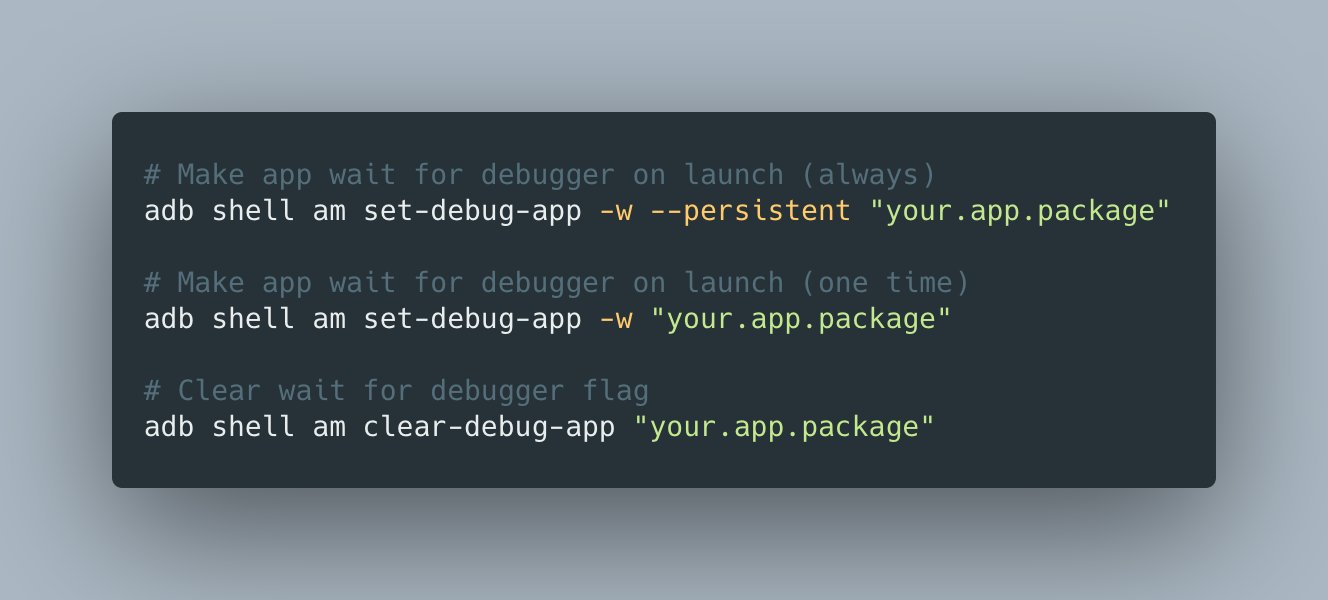 # Make app wait for debugger on launch (always)
adb shell am set-debug-app -w --persistent "your.app.package"
# Make app wait for debugger on launch (one time)
adb shell am set-debug-app -w "your.app.package"
# Clear wait for debugger flag
adb shell am clear-debug-app "your.app.package"